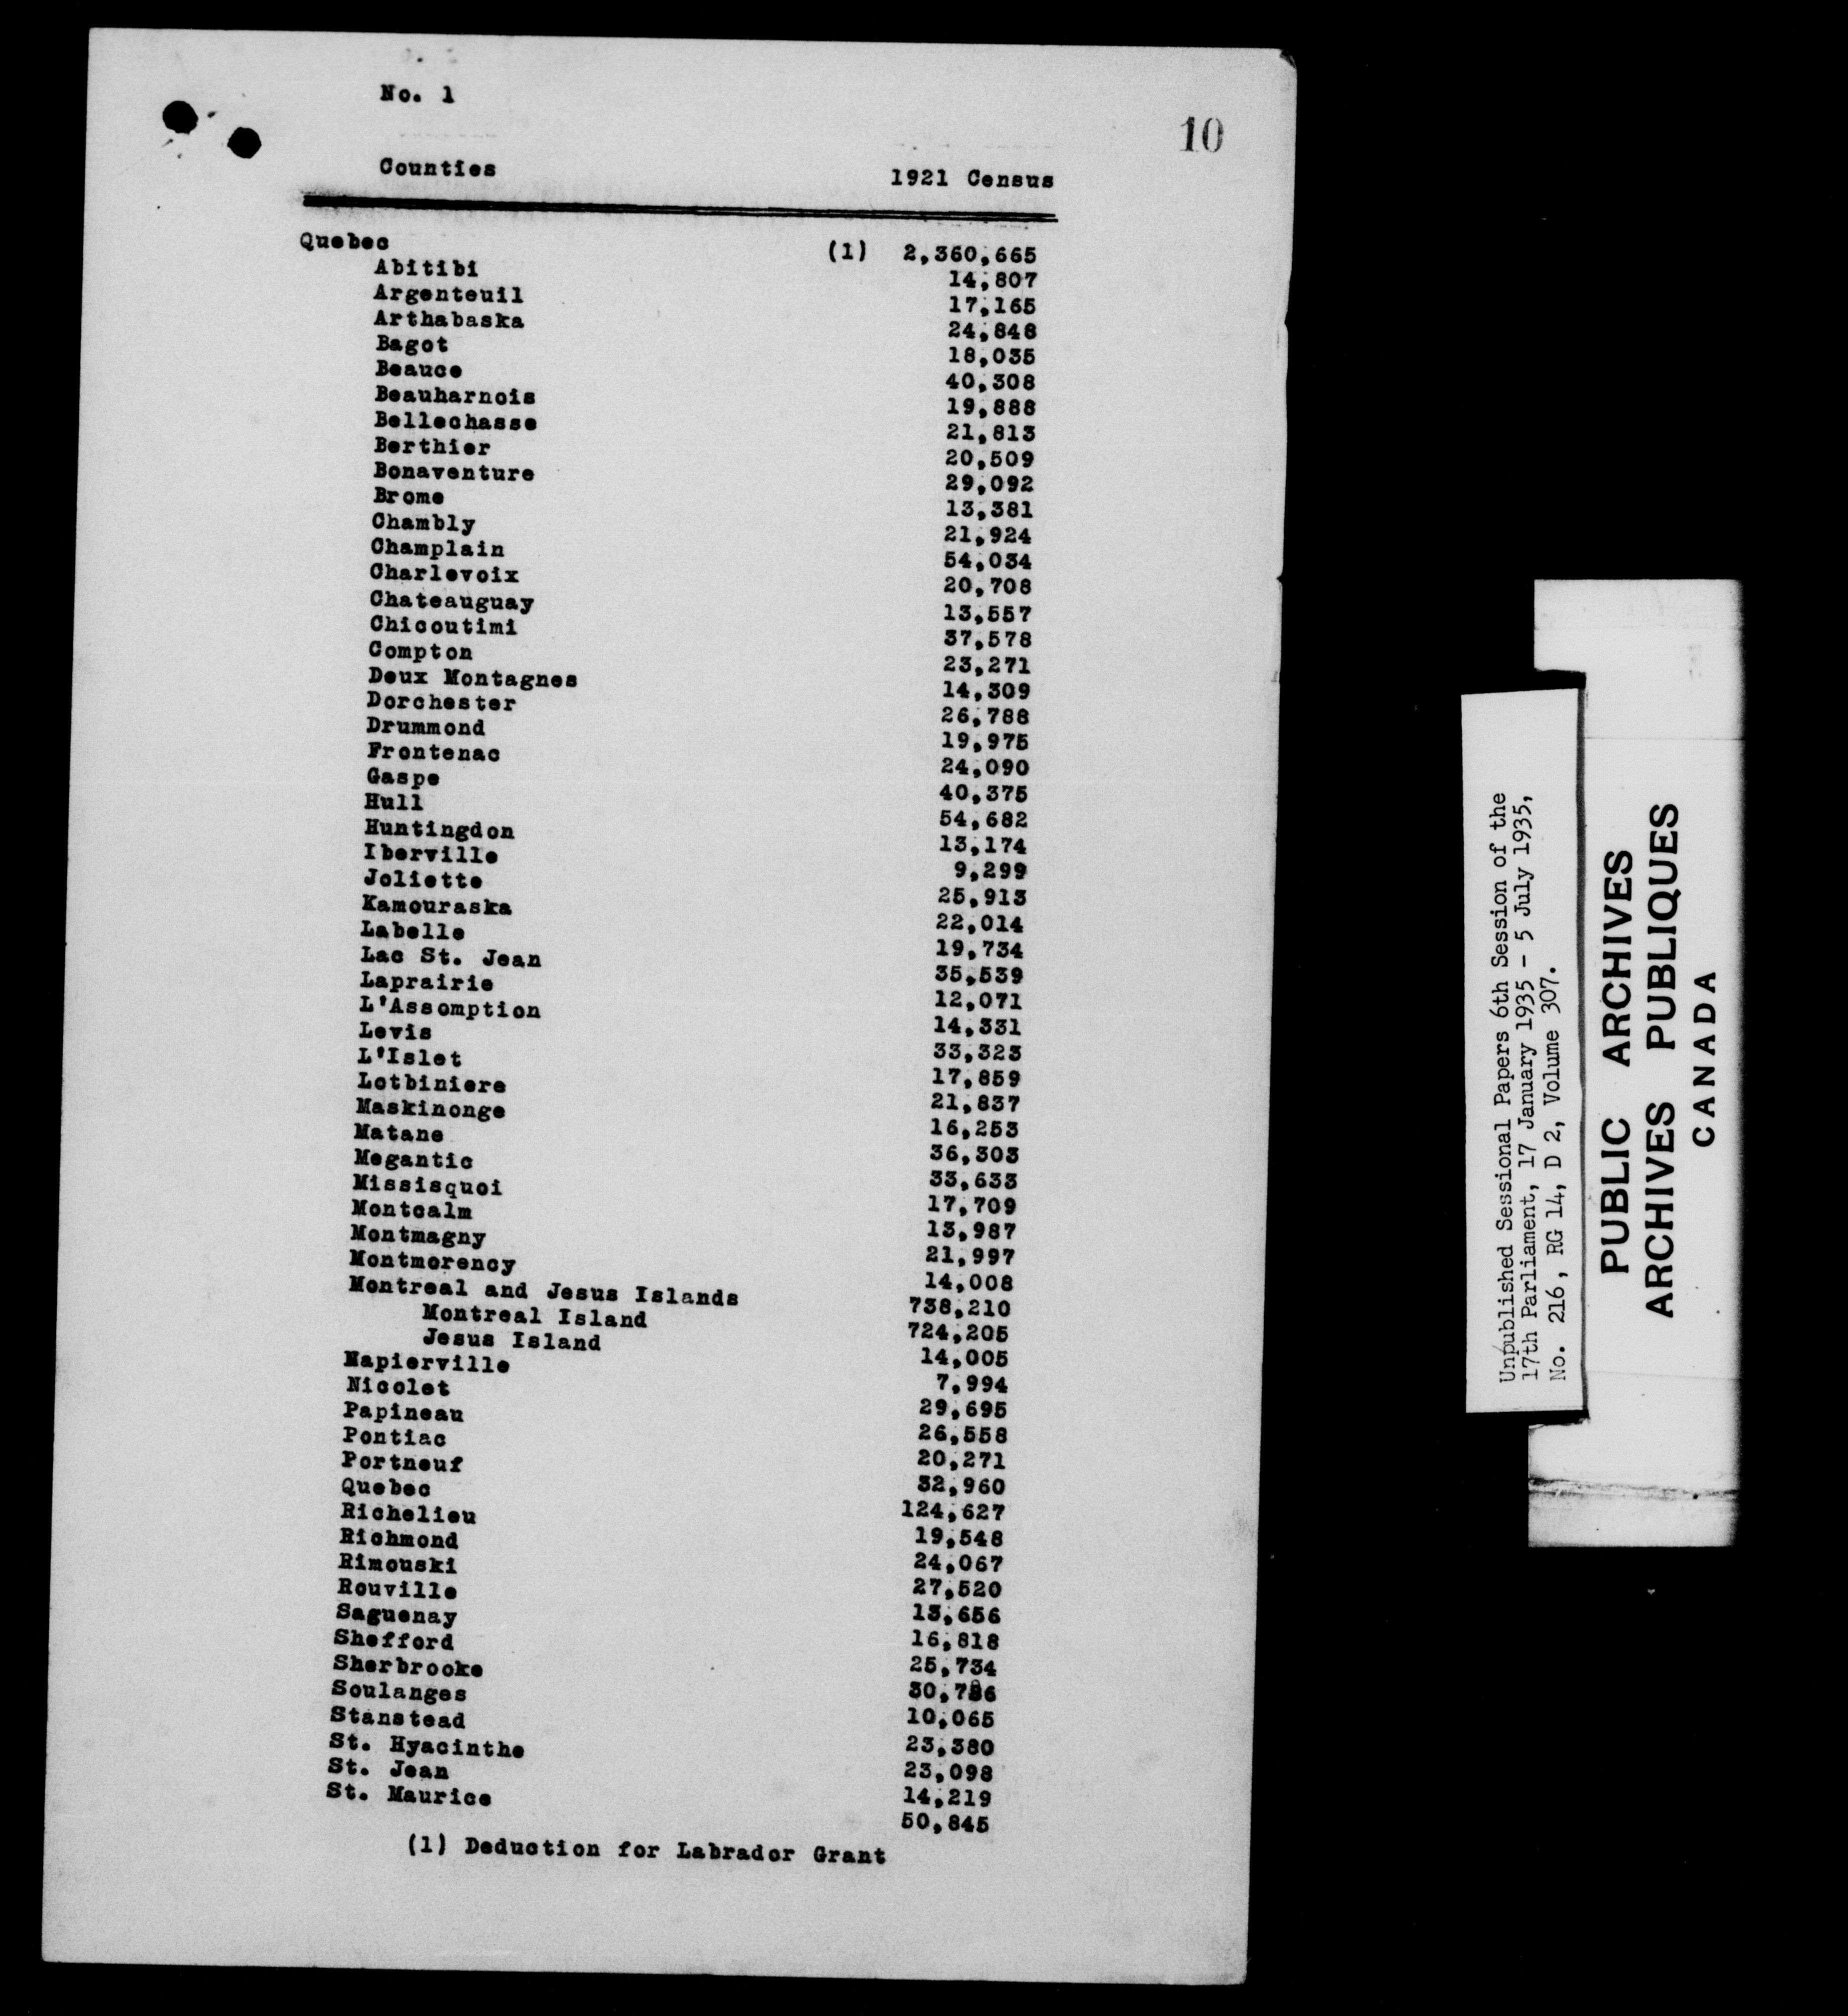 No. 1
10
Counties 1921 Census
Quebec (1) 2,360,665
Abitibi 14,807
Argenteuil 17,165
Arthabaska 24,848
Bagot 18,035
Beauce 40,308
Beauharnois 19,888
Bellechasse 21,813
Berthier 20,509
Bonaventure 29,092
Brome 13,381
Chambly 21,924
Champlain 54,034
Charlevoix 20,708
Chateauguay 13,557
Chicoutimi 37,578
Compton 23,271
Deux Montagnes 14,309
Dorchester 26,788
Drummond 19,975
Frontenac 24,090
Gaspe 40,375
Hull 54,682
Huntingdon 13,174
Iberville 9,299
Joliette 25,913
Kamouraska 22,014
Labelle 19,734
Lac St. Jean 35,539
Laprairie 12,071
L'Assomption 14,331
Levis 33,323
L'Islet 17,859
Lotbiniere 21,837
Maskinonge 16,253
Matane 36,303
Megantic 33,633
Missisquoi 17,709
Montcalm 13,987
Montmagny 21,997
Montmorency 14,008
Montreal and Jesus Islands 738,210
Montreal Island 724,205
Jesus Island 14,005
Napierville 7,994
Nicolet 29,695
Papineau 26,558
Pontiac 20,271
Portneuf 32,960
Quebec 124,627
Richelieu 19,548
Richmond 24,067
Rimouski 27,520
Rouville 13,656
Saguenay 16,818
Shefford 25,734
Sherbrooke 30,786
Soulanges 10,065
Stanstead 23,380
St. Hyacinthe 23,098
St. Jean 14,219
St. Maurice 50,845
(1) Deduction for Labrador Grant
Unpublished Sessional Papers 6th Session of the
17th Parliament, 17 January 1935 - 5 July 1935,
No. 216, RG 14, D 2, Volume 307.
PUBLIC ARCHIVES
ARCHIVES PUBLIQUES
CANADA